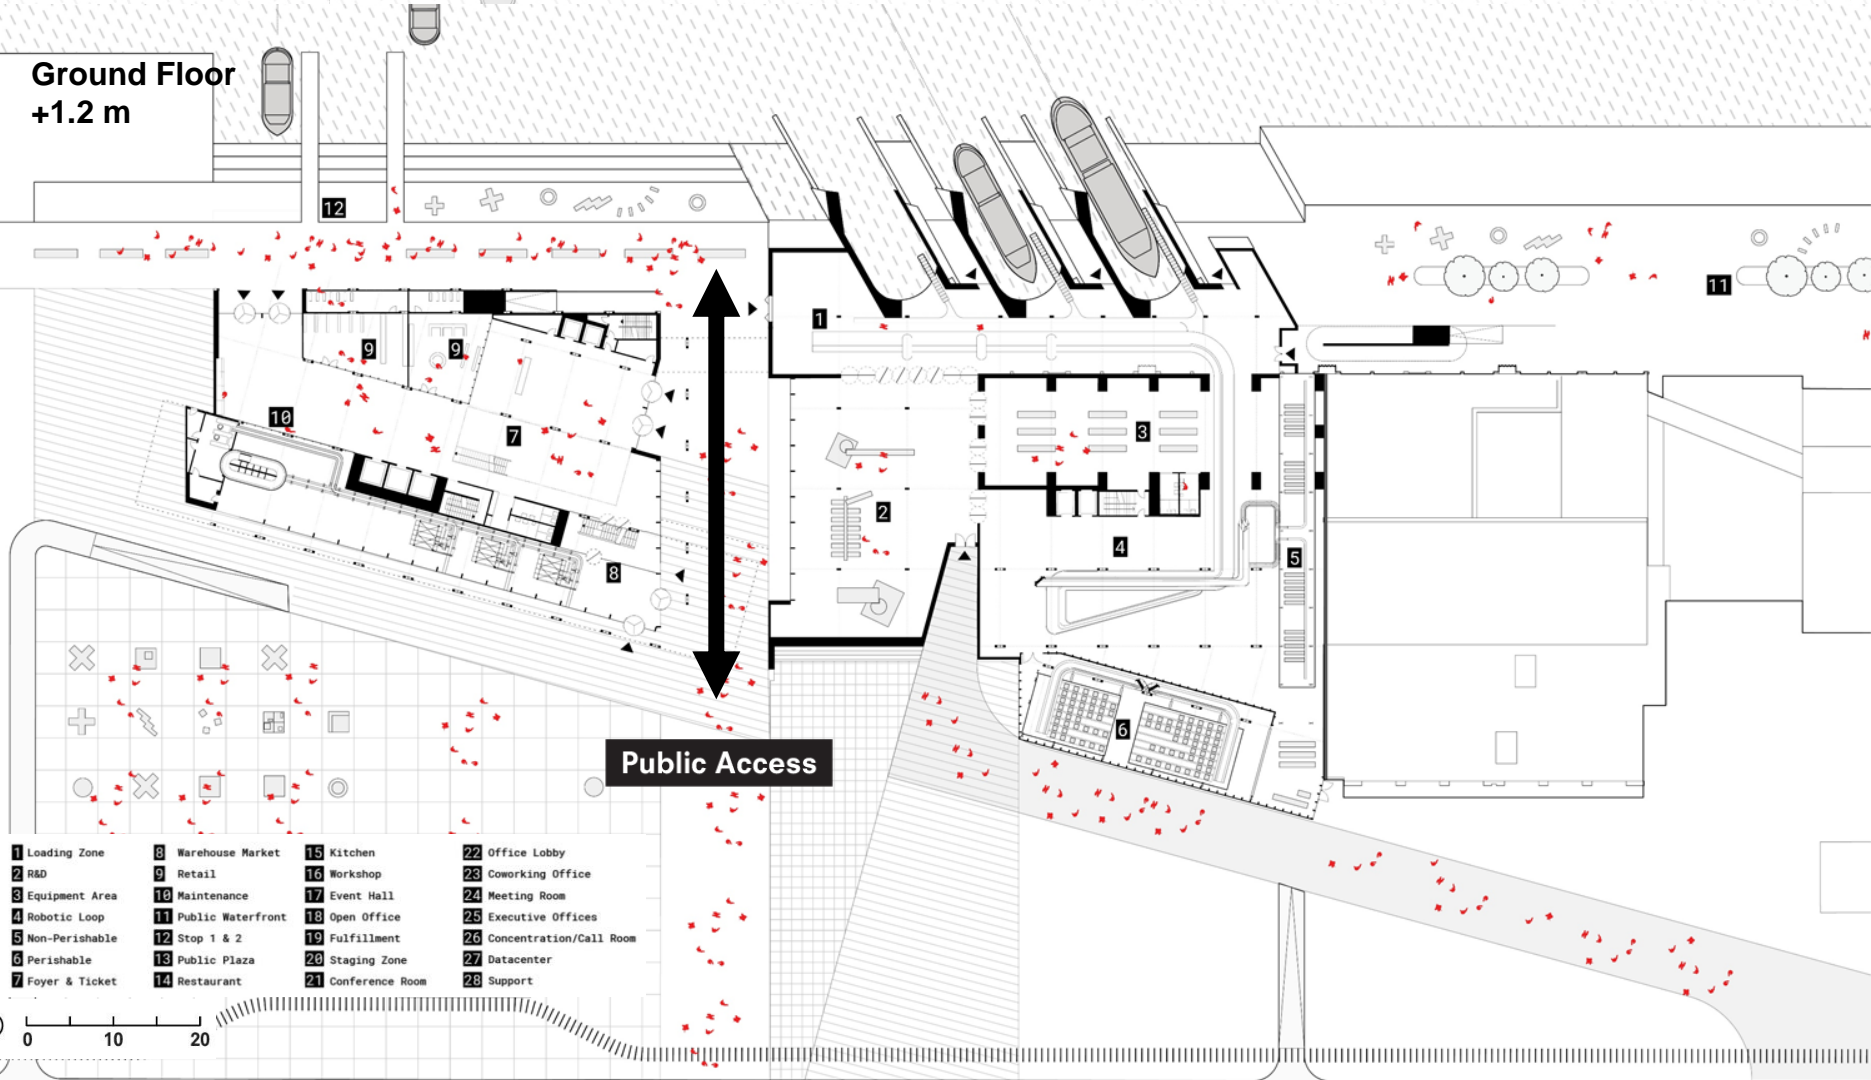 Ground Floor
+1.2 m
12
11
1
9
9
10
7
3
2
4
5
8
6
Public Access
1 Loading Zone
2 R&D
3 Equipment Area
4 Robotic Loop
5 Non-Perishable
6 Perishable
7 Foyer & Ticket
8 Warehouse Market
9 Retail
10 Maintenance
11 Public Waterfront
12 Stop 1 & 2
13 Public Plaza
14 Restaurant
15 Kitchen
16 Workshop
17 Event Hall
18 Open Office
19 Fulfillment
20 Staging Zone
21 Conference Room
22 Office Lobby
23 Coworking Office
24 Meeting Room
25 Executive Offices
26 Concentration/Call Room
27 Datacenter
28 Support
0 10 20